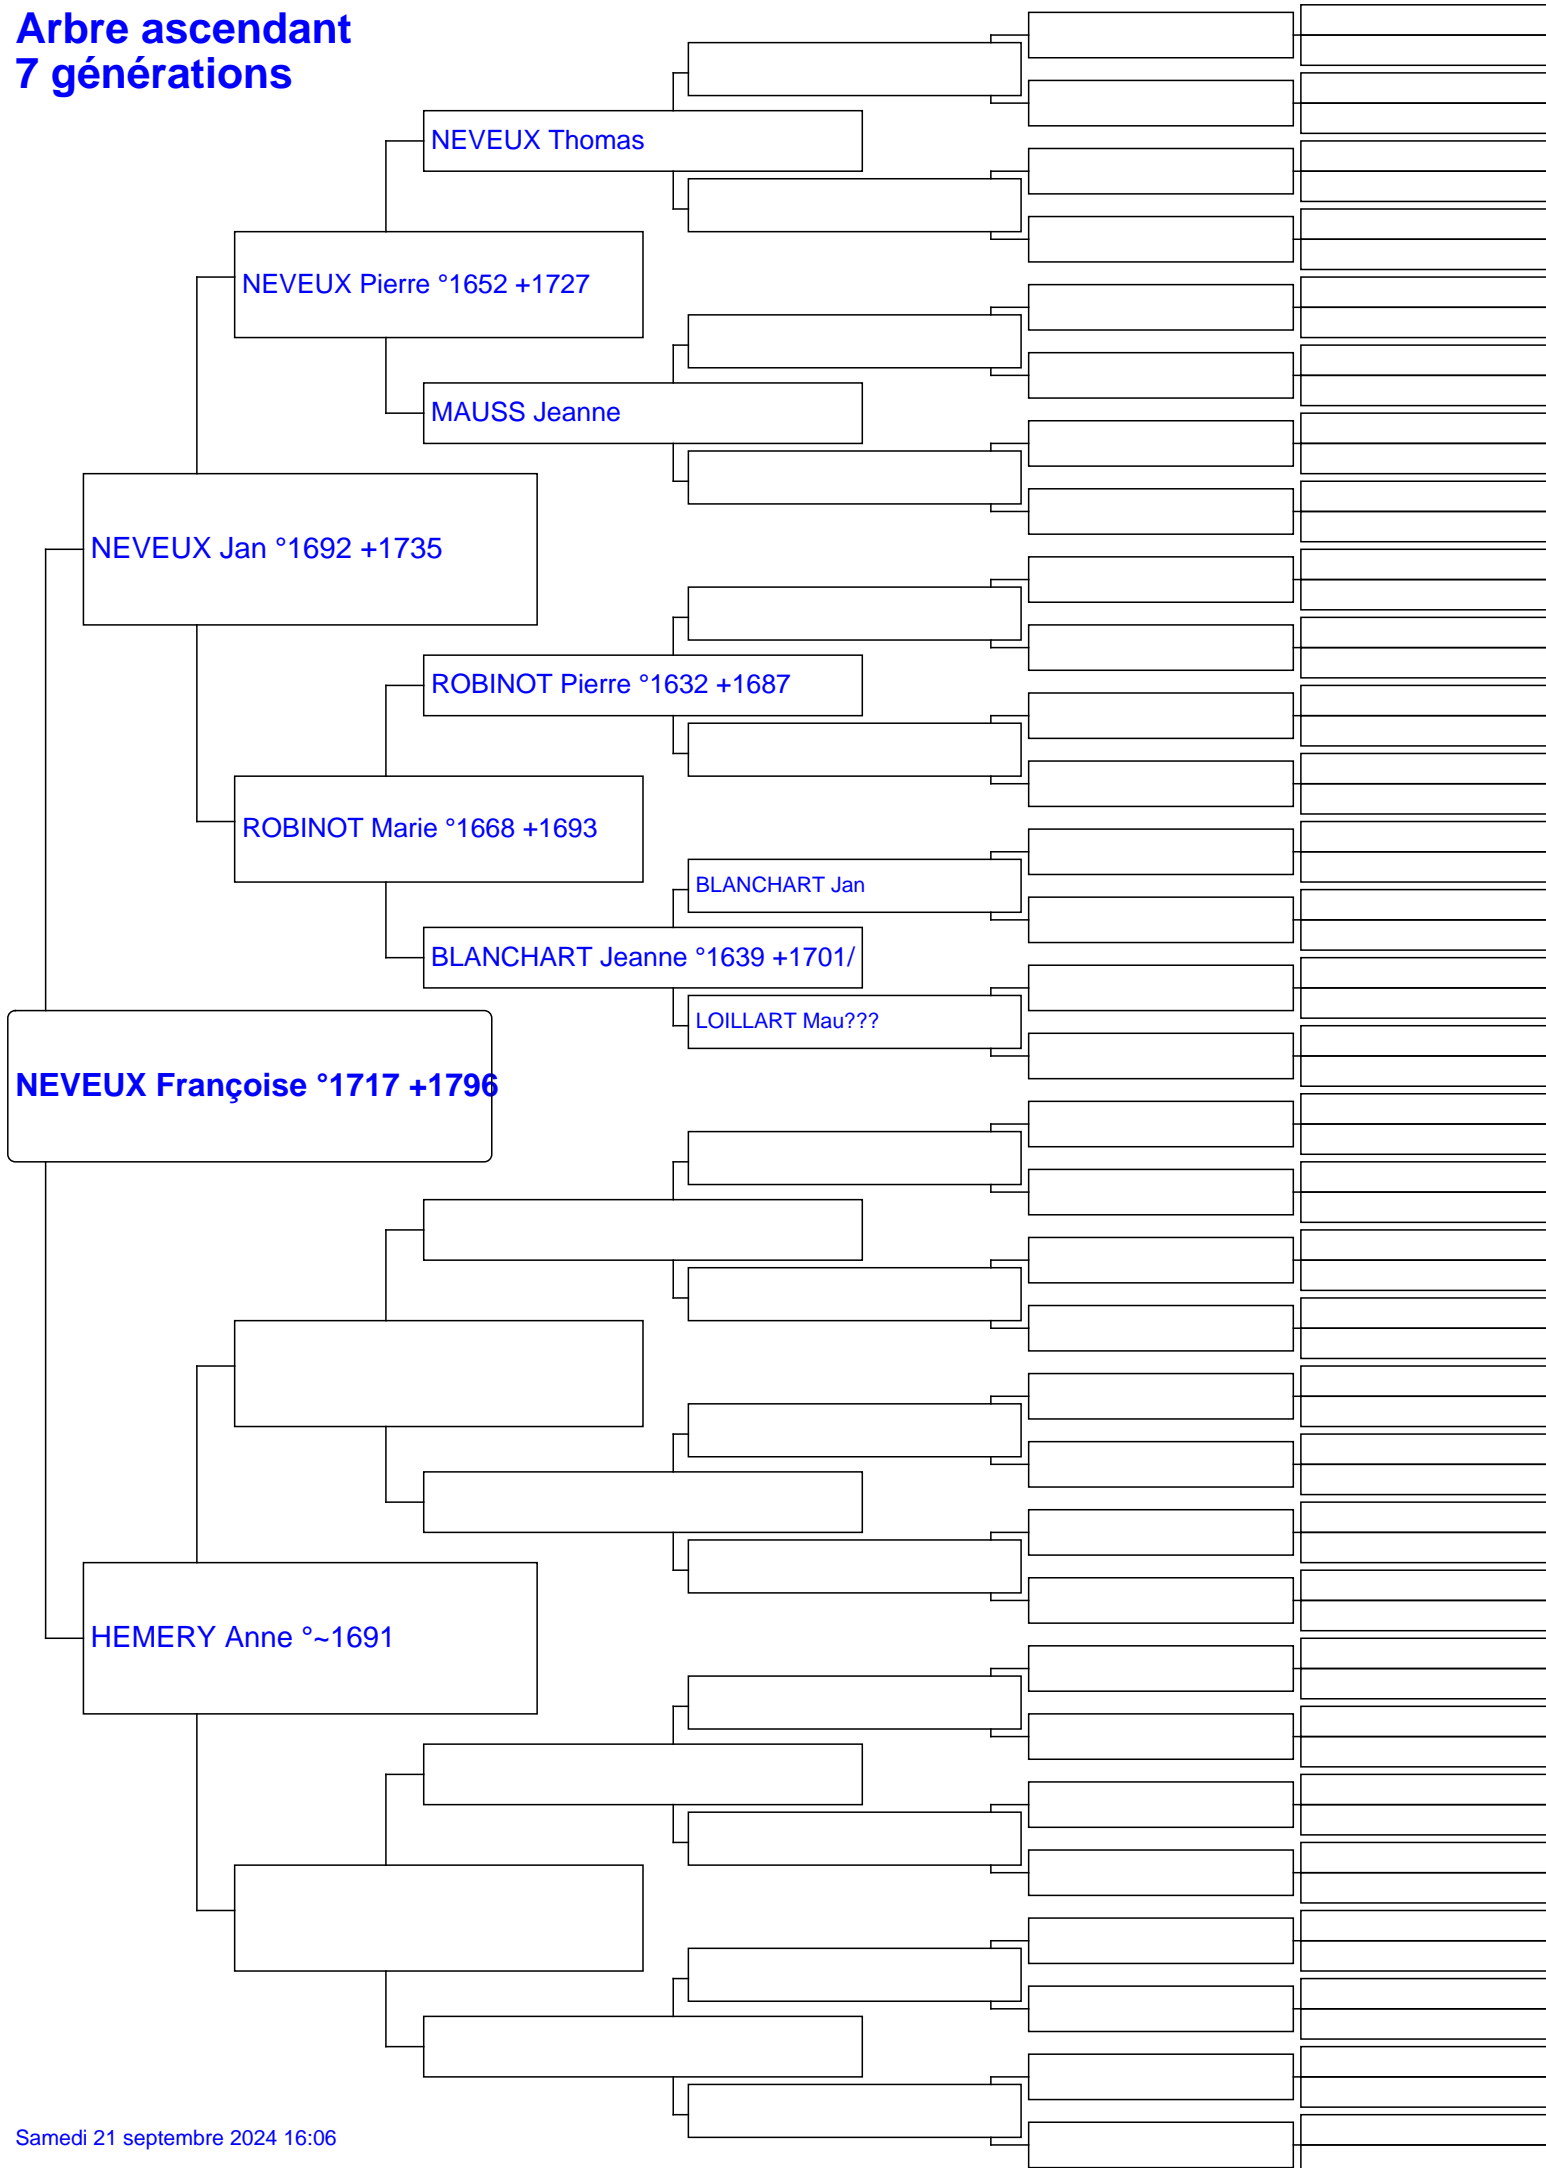 Arbre ascendant
7 générations
NEVEUX Thomas
NEVEUX Pierre °1652 +1727
MAUSS Jeanne
NEVEUX Jan °1692 +1735
ROBINOT Pierre °1632 +1687
ROBINOT Marie °1668 +1693
BLANCHART Jan
BLANCHART Jeanne °1639 +1701/
LOILLART Mau???
NEVEUX Françoise °1717 +1796
HEMERY Anne °~1691
Samedi 21 septembre 2024 16:06